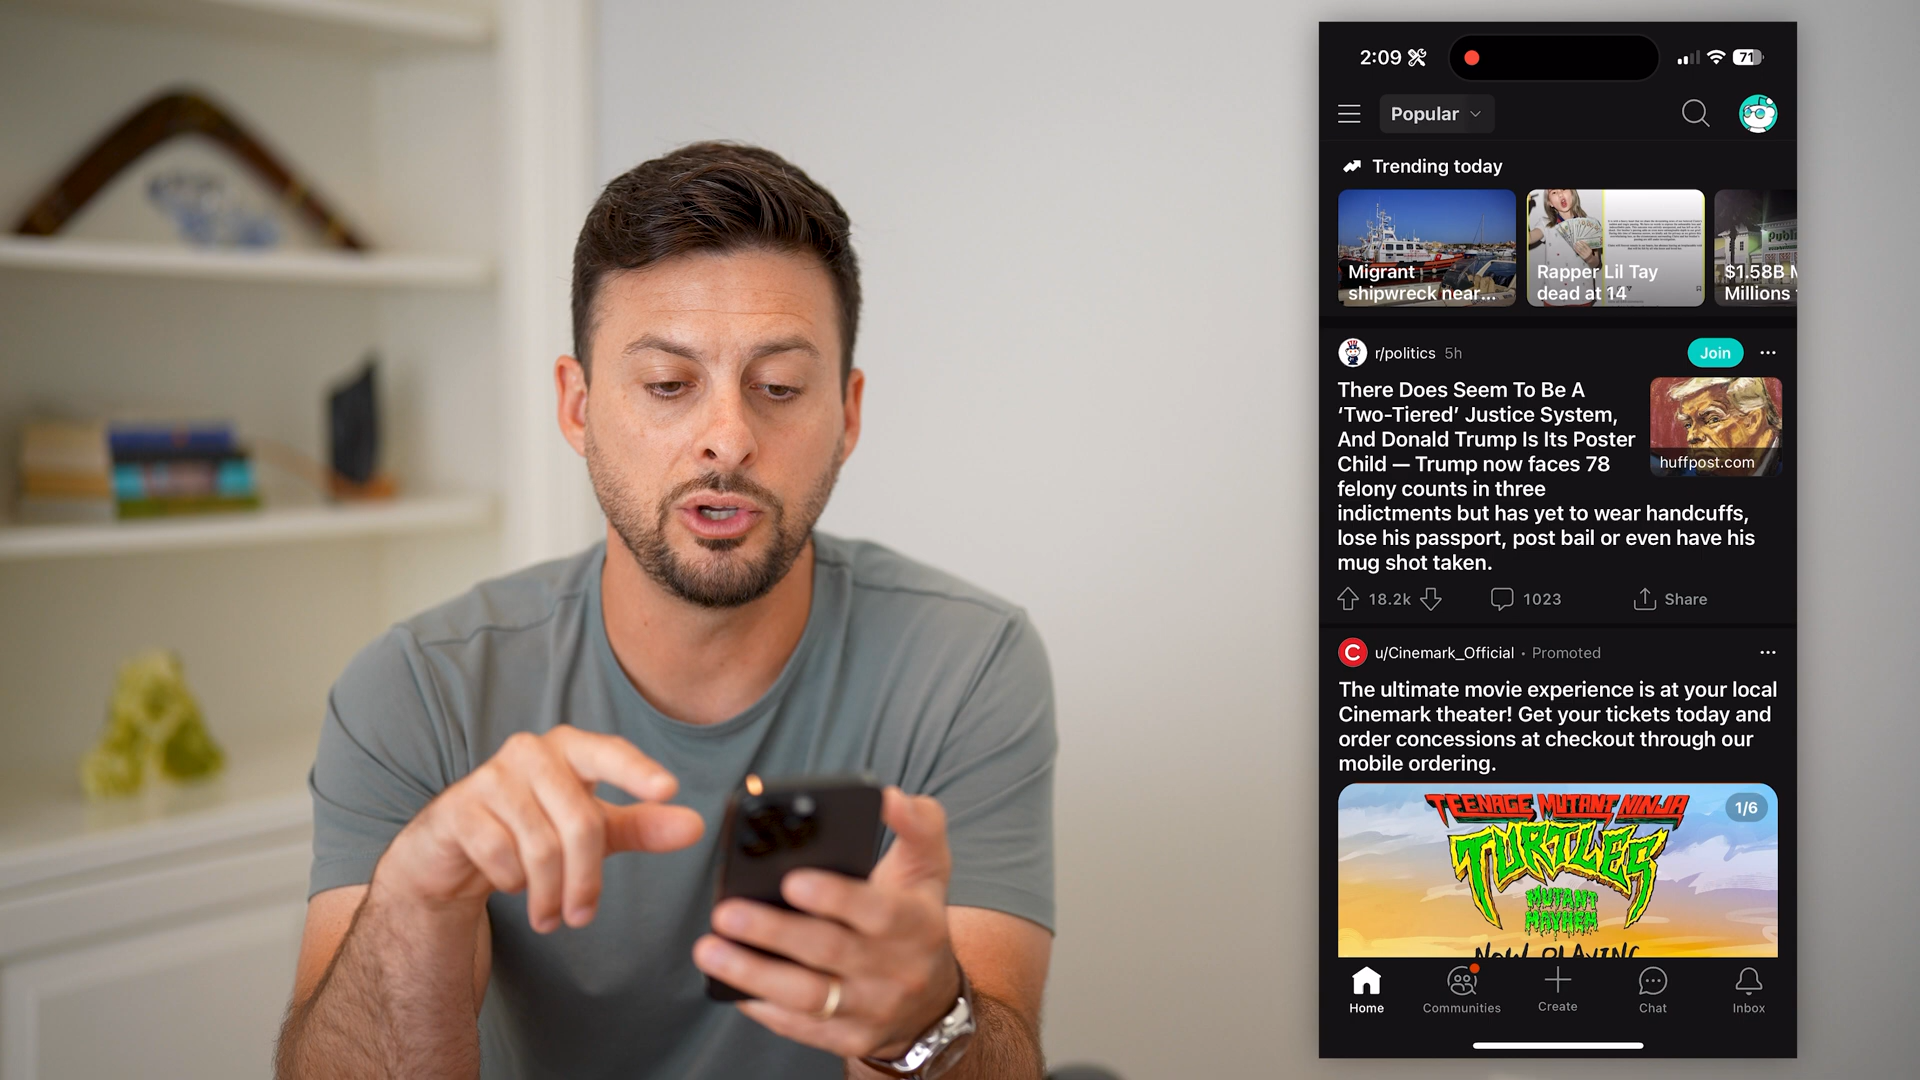 2:09
71
Popular
Trending today
Migrant
shipwreck near...
Rapper Lil Tay
dead at 14
Publi
$1.58B M
Millions
r/politics 5h
Join
There Does Seem To Be A
‘Two-Tiered’ Justice System,
And Donald Trump Is Its Poster
Child — Trump now faces 78
felony counts in three
indictments but has yet to wear handcuffs,
lose his passport, post bail or even have his
mug shot taken.
huffpost.com
18.2k
1023
Share
C
u/Cinemark_Official • Promoted
The ultimate movie experience is at your local
Cinemark theater! Get your tickets today and
order concessions at checkout through our
mobile ordering.
1/6
TEENAGE MUTANT NINJA
TURTLES
MUTANT
MAYHEM
NOW PLAYING
Home
Communities
Create
Chat
Inbox